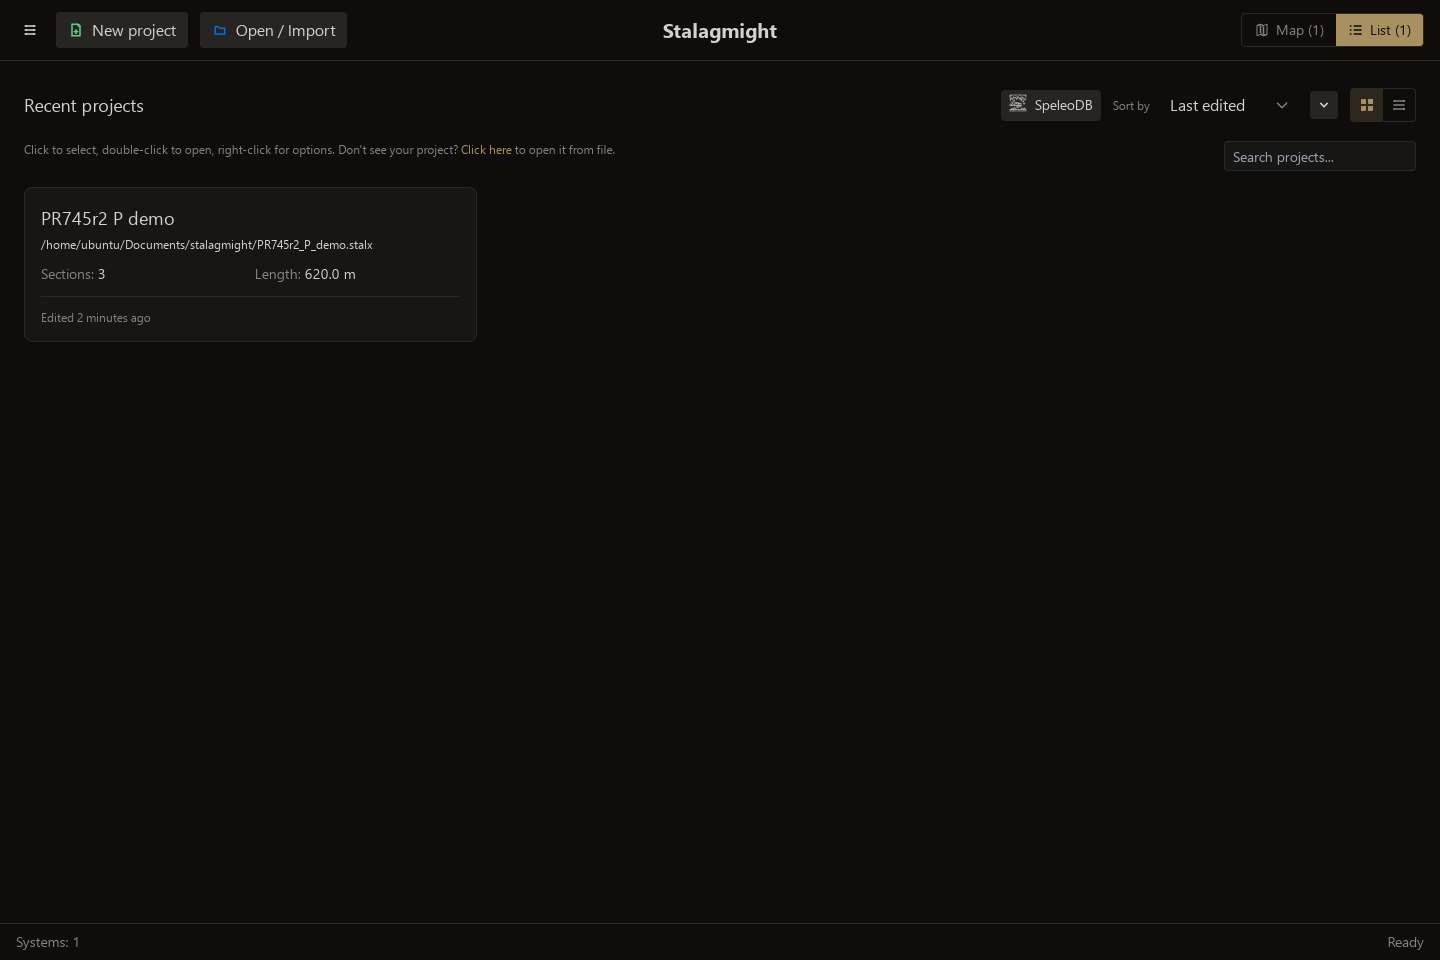 New project
Open / Import
Stalagmight
Map (1)
List (1)
Recent projects
SpeleoDB
Sort by
Last edited
Click to select, double-click to open, right-click for options. Don't see your project? Click here to open it from file.
Search projects...
PR745r2 P demo
/home/ubuntu/Documents/stalagmight/PR745r2_P_demo.stalx
Sections: 3
Length: 620.0 m
Edited 2 minutes ago
Systems: 1
Ready